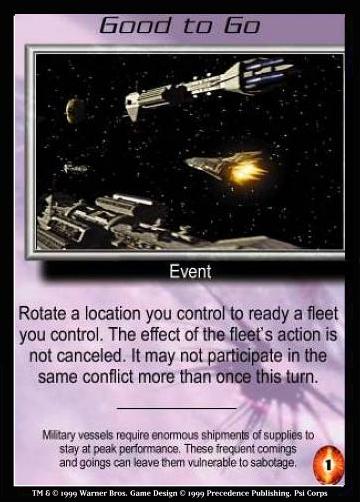 Good to Go
Event
Rotate a location you control to ready a fleet
you control. The effect of the fleet's action is
not canceled. It may not participate in the
same conflict more than once this turn.
Military vessels require enormous shipments of supplies to
stay at peak performance. These frequent comings
and goings can leave them vulnerable to sabotage.
1
TM & © 1999 Warner Bros. Game Design © 1999 Precedence Publishing. Psi Corps